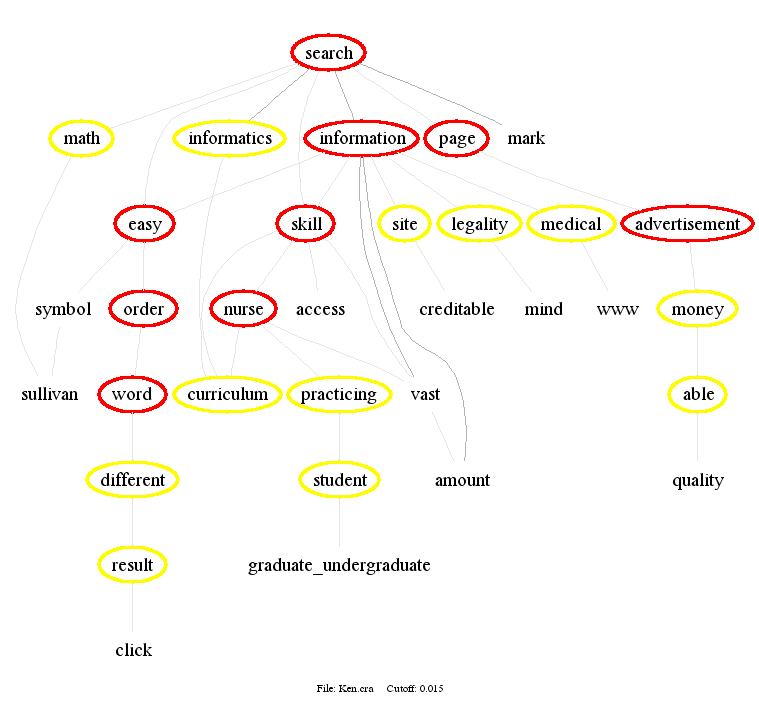 search
math informatics information page mark
easy skill site legality medical advertisement
symbol order nurse access creditable mind www money
sullivan word curriculum practicing vast able
different student amount quality
result graduate_undergraduate
click
File: Ken.cra Cutoff: 0.015